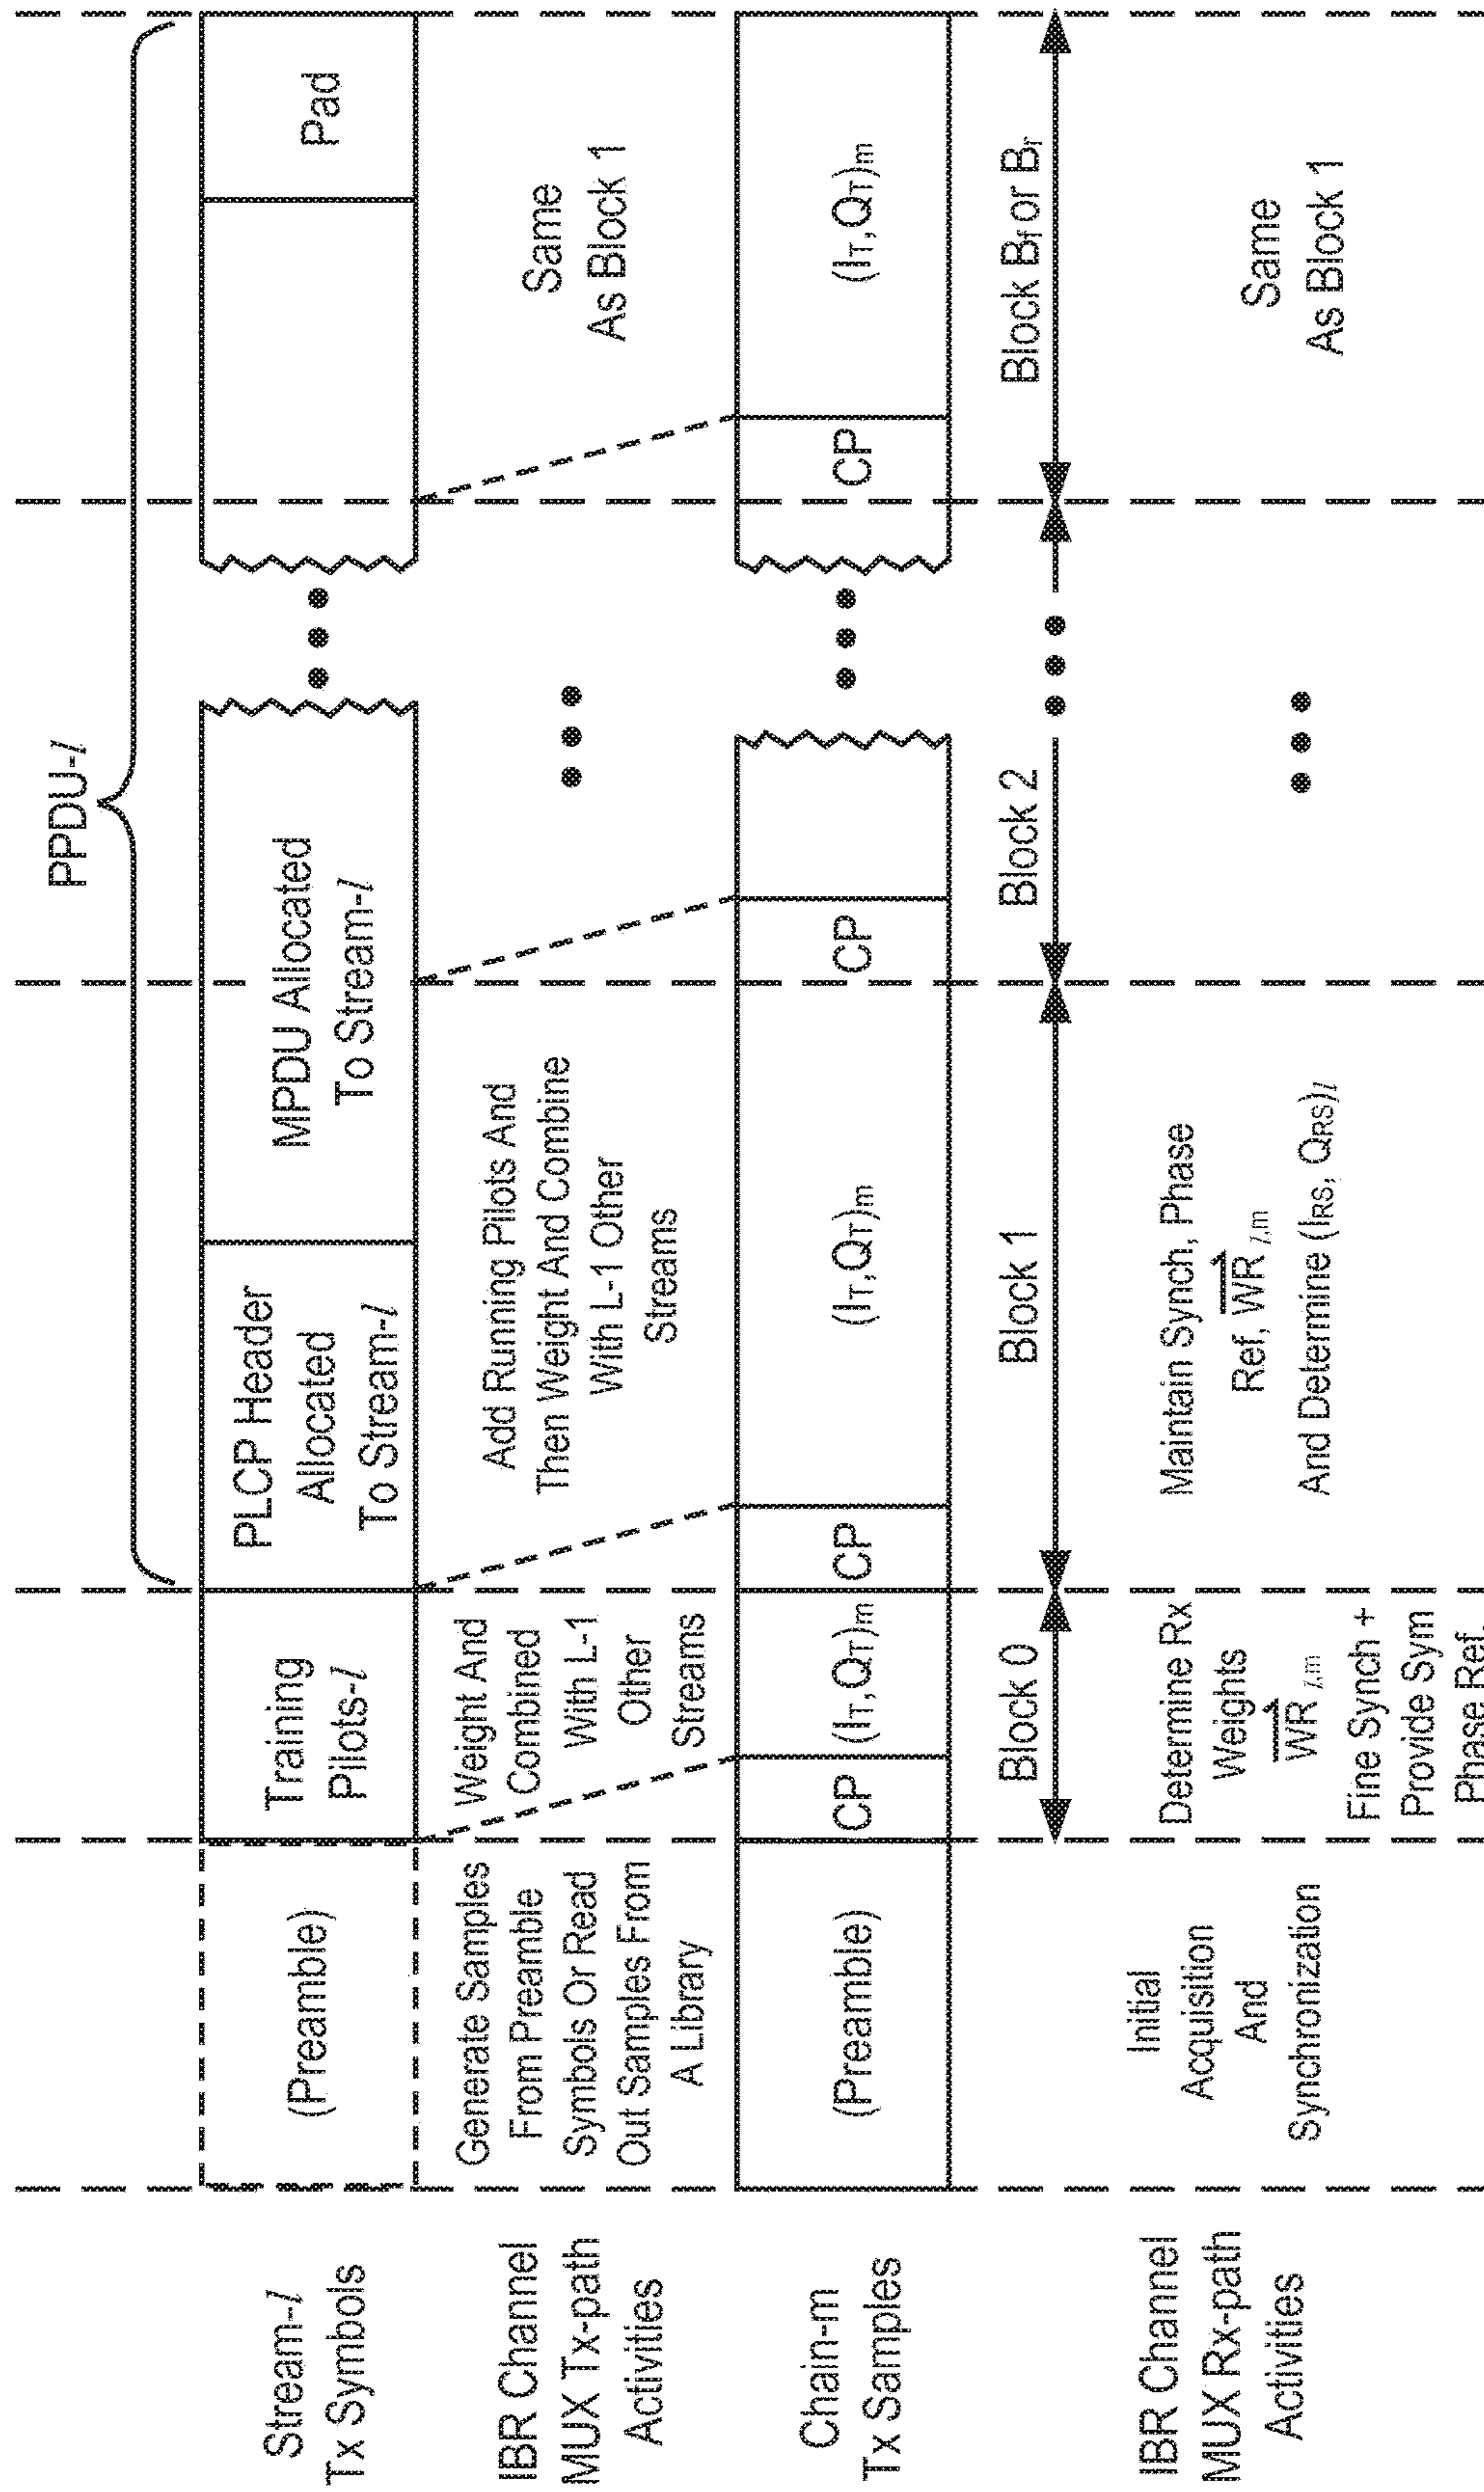 PPDU-l
Stream-l
Tx Symbols
(Preamble)
Training
Pilots-l
PLCP Header
Allocated
To Stream-l
MPDU Allocated
To Stream-l
Pad
IBR Channel
MUX Tx-path
Activities
Generate Samples
From Preamble
Symbols Or Read
Out Samples From
A Library
Weight And
Combined
With L-1
Other
Streams
Add Running Pilots And
Then Weight And Combine
With L-1 Other
Streams
Same
As Block 1
Chain-m
Tx Samples
(Preamble)
CP
(IT,QT)m
CP
(IT,QT)m
CP
CP
(IT,QT)m
Block 0
Block 1
Block 2
Block Bf or Br
IBR Channel
MUX Rx-path
Activities
Initial
Acquisition
And
Synchronization
Determine Rx
Weights
WR l,m
Fine Synch +
Provide Sym
Phase Ref.
Maintain Synch, Phase
Ref, WR l,m
And Determine (IRS, QRS)l
Same
As Block 1